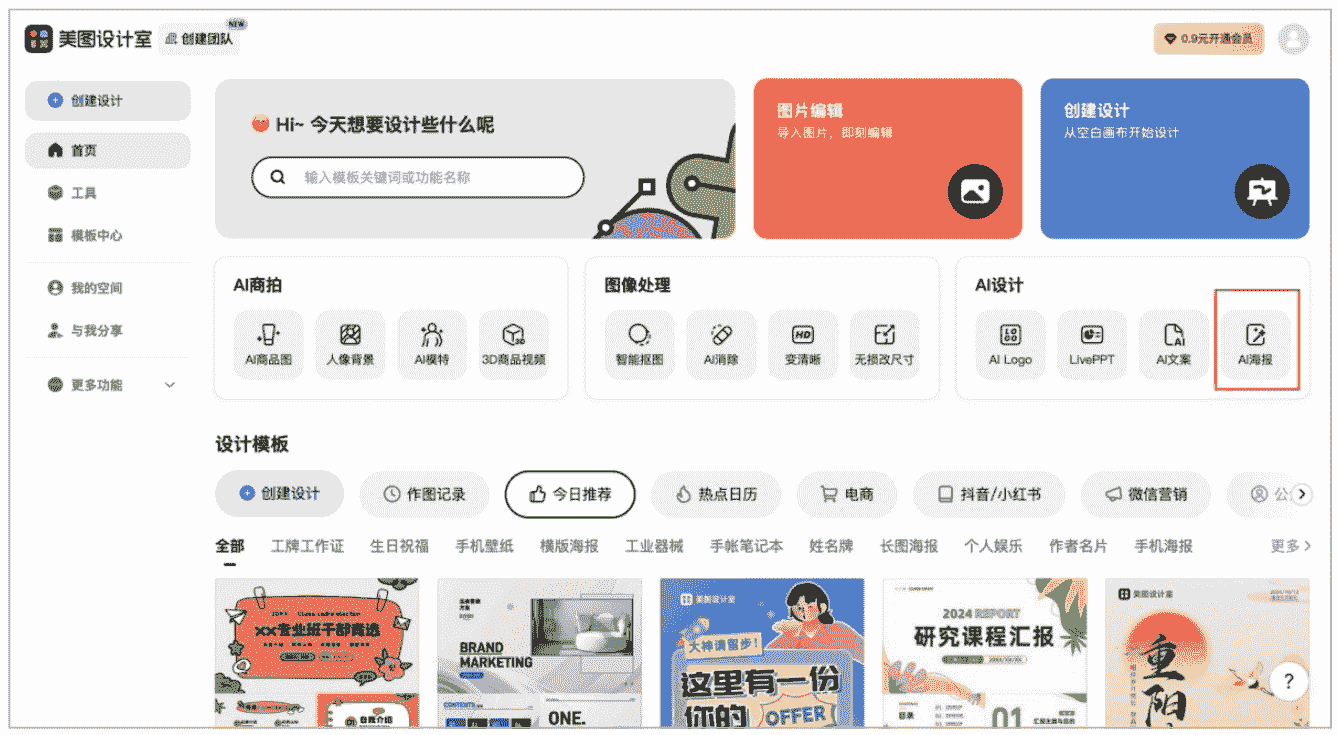 美图设计室
创建团队
NEW
0.9元开通会员
创建设计
首页
工具
模板中心
我的空间
与我分享
更多功能
Hi~ 今天想要设计些什么呢
输入模板关键词或功能名称
图片编辑
导入图片，即刻编辑
创建设计
从空白画布开始设计
AI商拍
AI商品图
人像背景
AI模特
3D商品视频
图像处理
智能抠图
AI消除
HD
变清晰
无损改尺寸
AI设计
AI Logo
LivePPT
AI文案
AI海报
设计模板
创建设计
作图记录
今日推荐
热点日历
电商
抖音/小红书
微信营销
公
全部 工牌工作证 生日祝福 手机壁纸 横版海报 工业器械 手帐笔记本 姓名牌 长图海报 个人娱乐 作者名片 手机海报 更多
xx专业班干部竞选
自我介绍
BRAND
MARKETING
CONTENTS
ONE.
美图设计室
大神请留步！
这里有一份
你的 OFFER
2024 REPORT
研究课程汇报
目录
01
美图设计室
重
阳
?